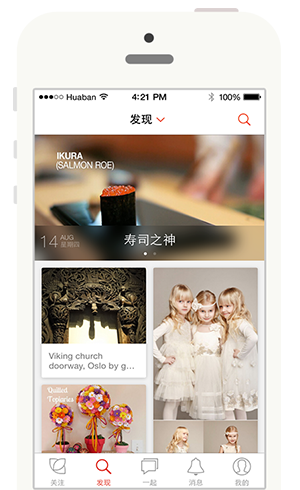 Huaban 4:21 PM 100%
发现
IKURA
(SALMON ROE)
14 AUG
星期四
寿司之神
Viking church
doorway, Oslo by g...
Quilled
Topiaries
关注 发现 一起 消息 我的